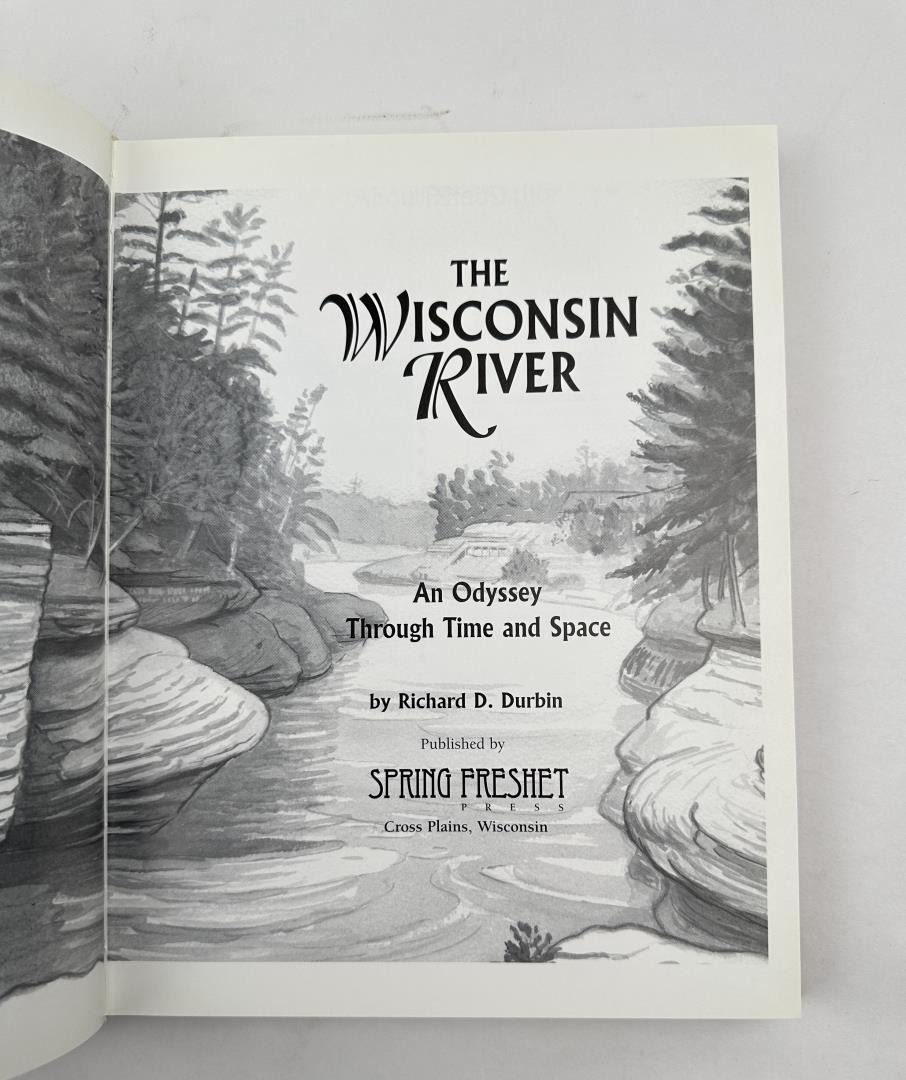 THE
WISCONSIN
RIVER
An Odyssey
Through Time and Space
by Richard D. Durbin
Published by
SPRING FRESHET
PRESS
Cross Plains, Wisconsin